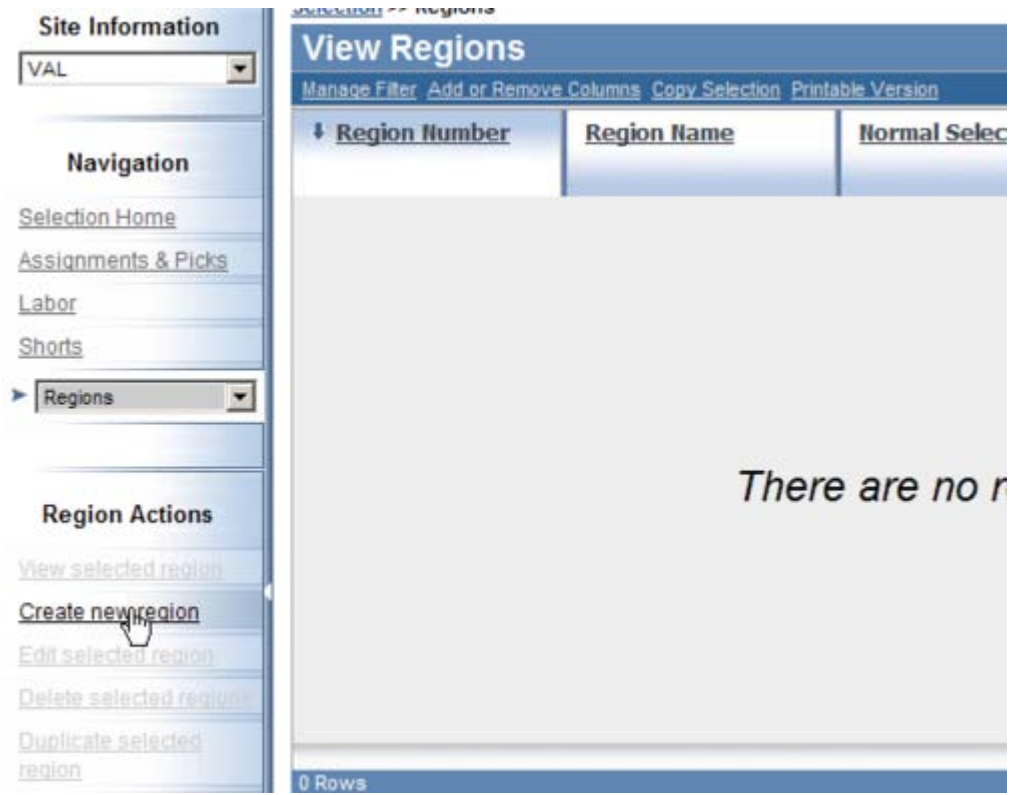 Site Information
VAL
Navigation
Selection Home
Assignments & Picks
Labor
Shorts
Regions
Region Actions
View selected region
Create new region
Edit selected region
Delete selected regions
Duplicate selected
region
Selection >> Regions
View Regions
Manage Filter Add or Remove Columns Copy Selection Printable Version
Region Number Region Name Normal Selec
There are no r
0 Rows